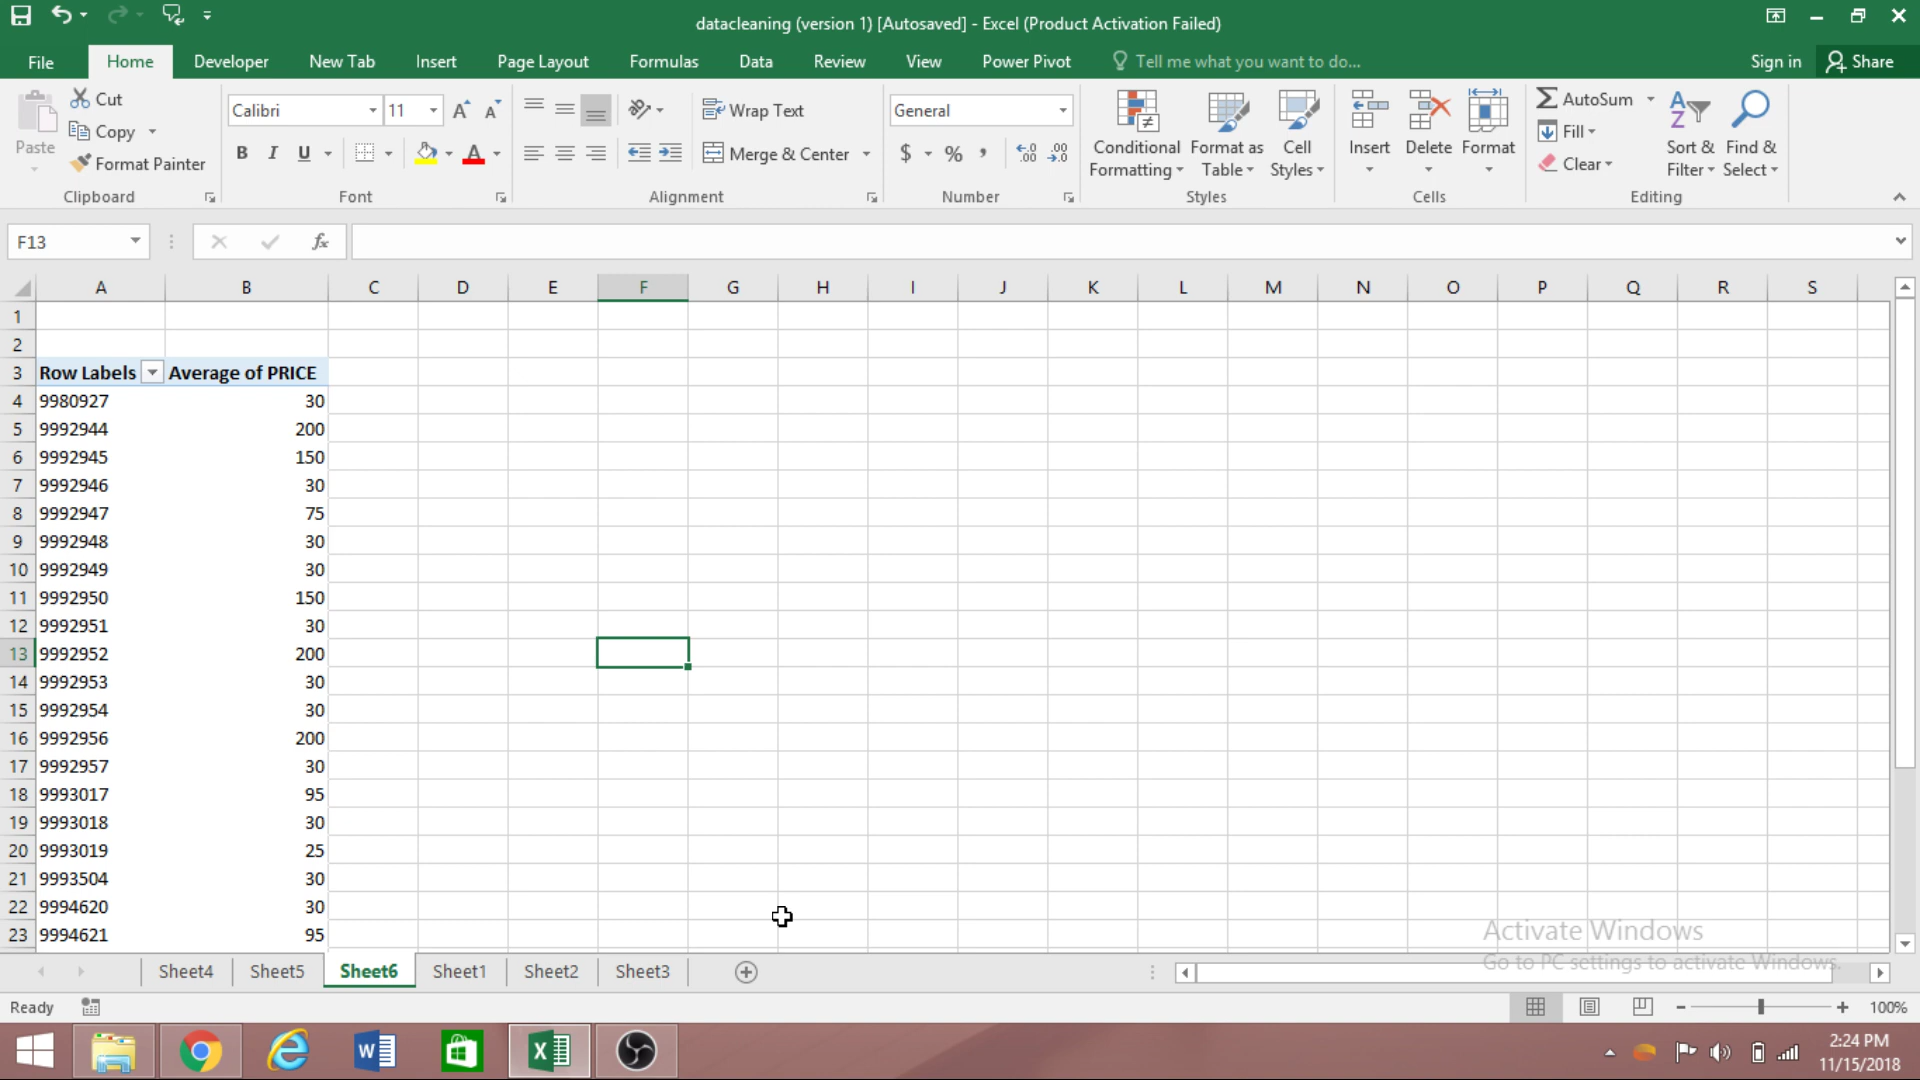 datacleaning (version 1) [Autosaved] - Excel (Product Activation Failed)
File Home Developer New Tab Insert Page Layout Formulas Data Review View Power Pivot Tell me what you want to do... Sign in Share
Paste
Cut
Copy
Format Painter
Clipboard
Calibri 11
B I U A
Font
Wrap Text
Merge & Center
Alignment
General
$ % ,
Number
Conditional Formatting
Format as Table
Cell Styles
Styles
Insert Delete Format
Cells
AutoSum
Fill
Clear
Sort & Filter
Find & Select
Editing
F13 fx
A B C D E F G H I J K L M N O P Q R S
1
2
3 Row Labels Average of PRICE
4 9980927 30
5 9992944 200
6 9992945 150
7 9992946 30
8 9992947 75
9 9992948 30
10 9992949 30
11 9992950 150
12 9992951 30
13 9992952 200
14 9992953 30
15 9992954 30
16 9992956 200
17 9992957 30
18 9993017 95
19 9993018 30
20 9993019 25
21 9993504 30
22 9994620 30
23 9994621 95
Activate Windows
Go to PC settings to activate Windows.
Sheet4 Sheet5 Sheet6 Sheet1 Sheet2 Sheet3
Ready 100%
2:24 PM
11/15/2018